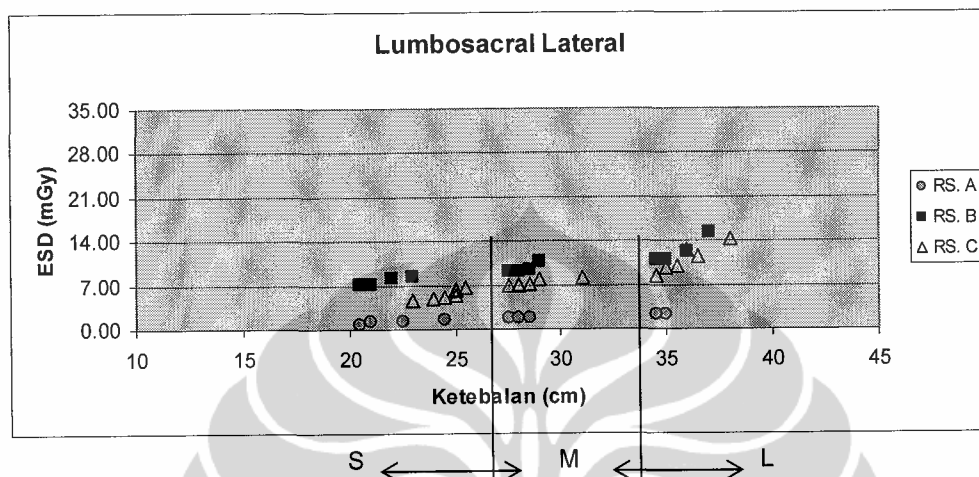 Lumbosacral Lateral
35.00
28.00
21.00
14.00
7.00
0.00
ESD (mGy)
10 15 20 25 30 35 40 45
Ketebalan (cm)
RS. A
RS. B
RS. C
S M L